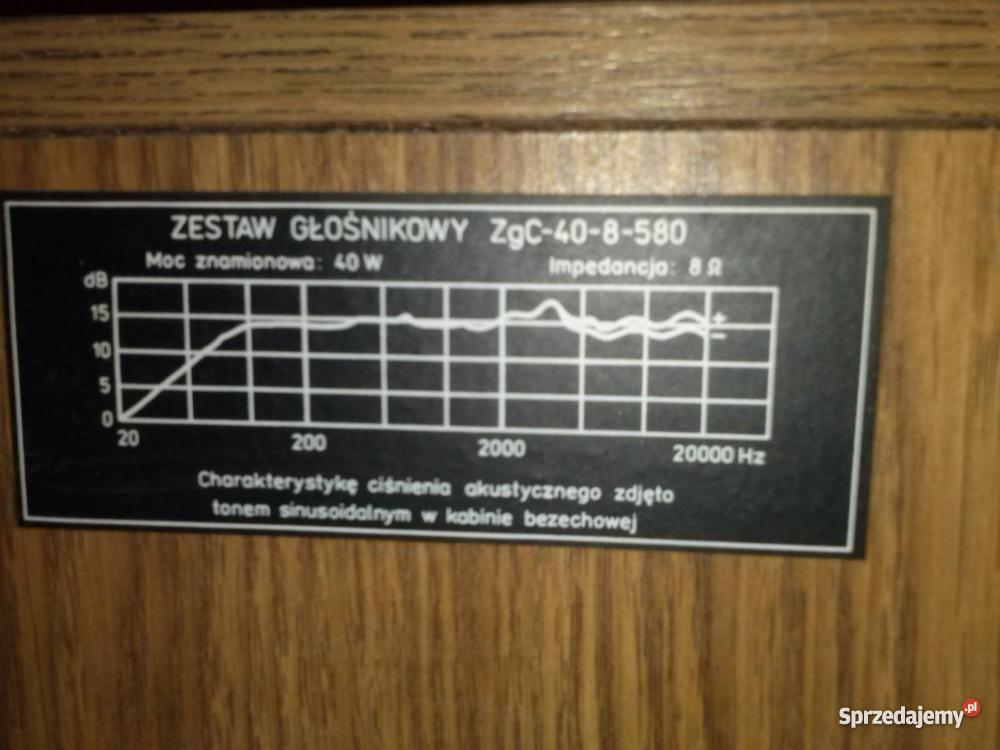 ZESTAW GŁOŚNIKOWY ZgC-40-8-580
Moc znamionowa: 40 W Impedancja: 8 Ω
dB
15
10
5
0
+
−
20 200 2000 20000 Hz
Charakterystykę ciśnienia akustycznego zdjęto
tonem sinusoidalnym w kabinie bezechowej
Sprzedajemy.pl